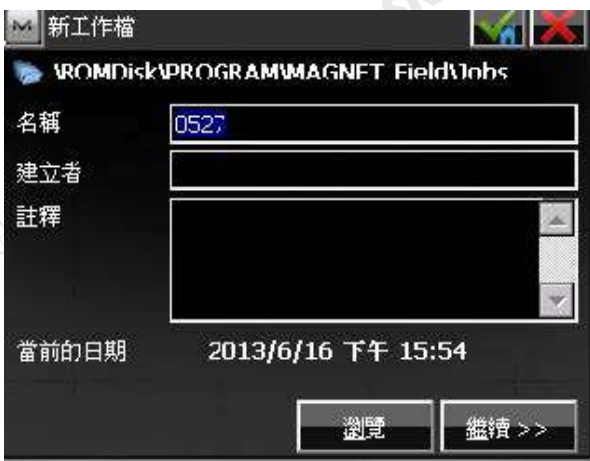 新工作檔
\ROMDisk\PROGRAM\MAGNET Field\Jobs
名稱
0527
建立者
註釋
當前的日期 2013/6/16 下午 15:54
瀏覽 繼續 >>